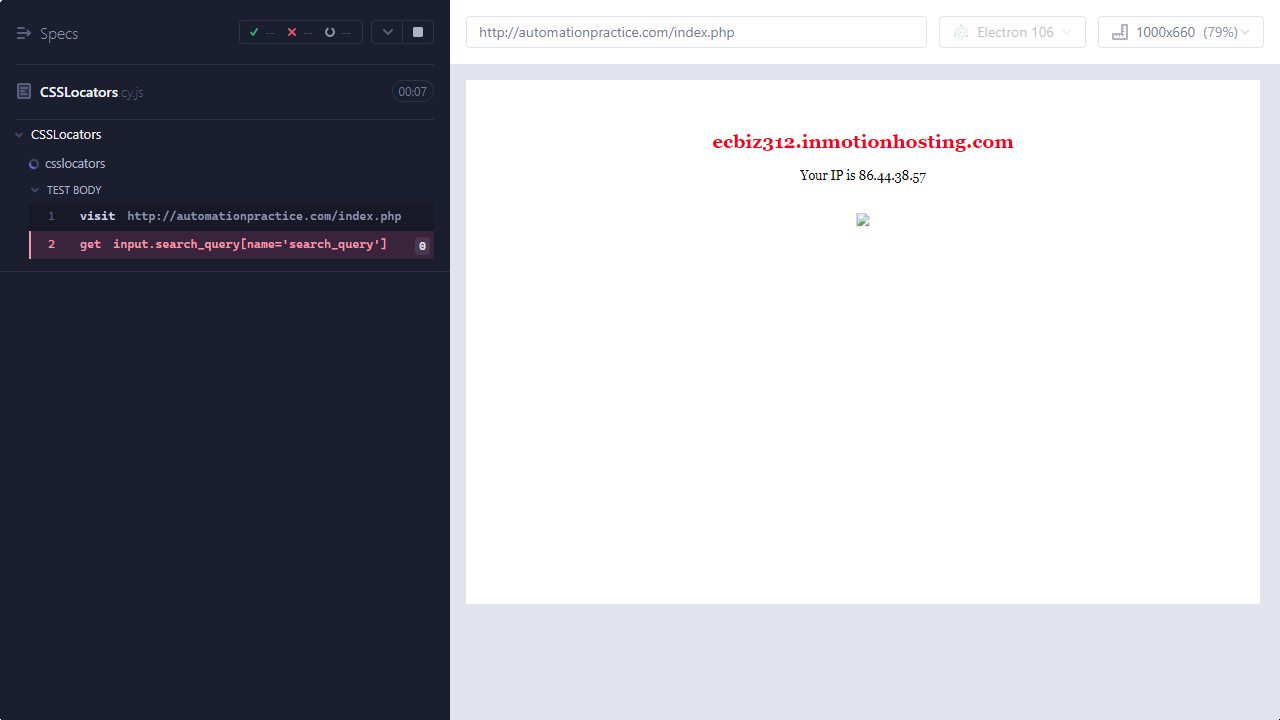 Specs
-- -- --
CSSLocators.cy.js
00:07
CSSLocators
csslocators
TEST BODY
1 visit http://automationpractice.com/index.php
2 get input.search_query[name='search_query'] 0
http://automationpractice.com/index.php
Electron 106
1000x660 (79%)
ecbiz312.inmotionhosting.com
Your IP is 86.44.38.57